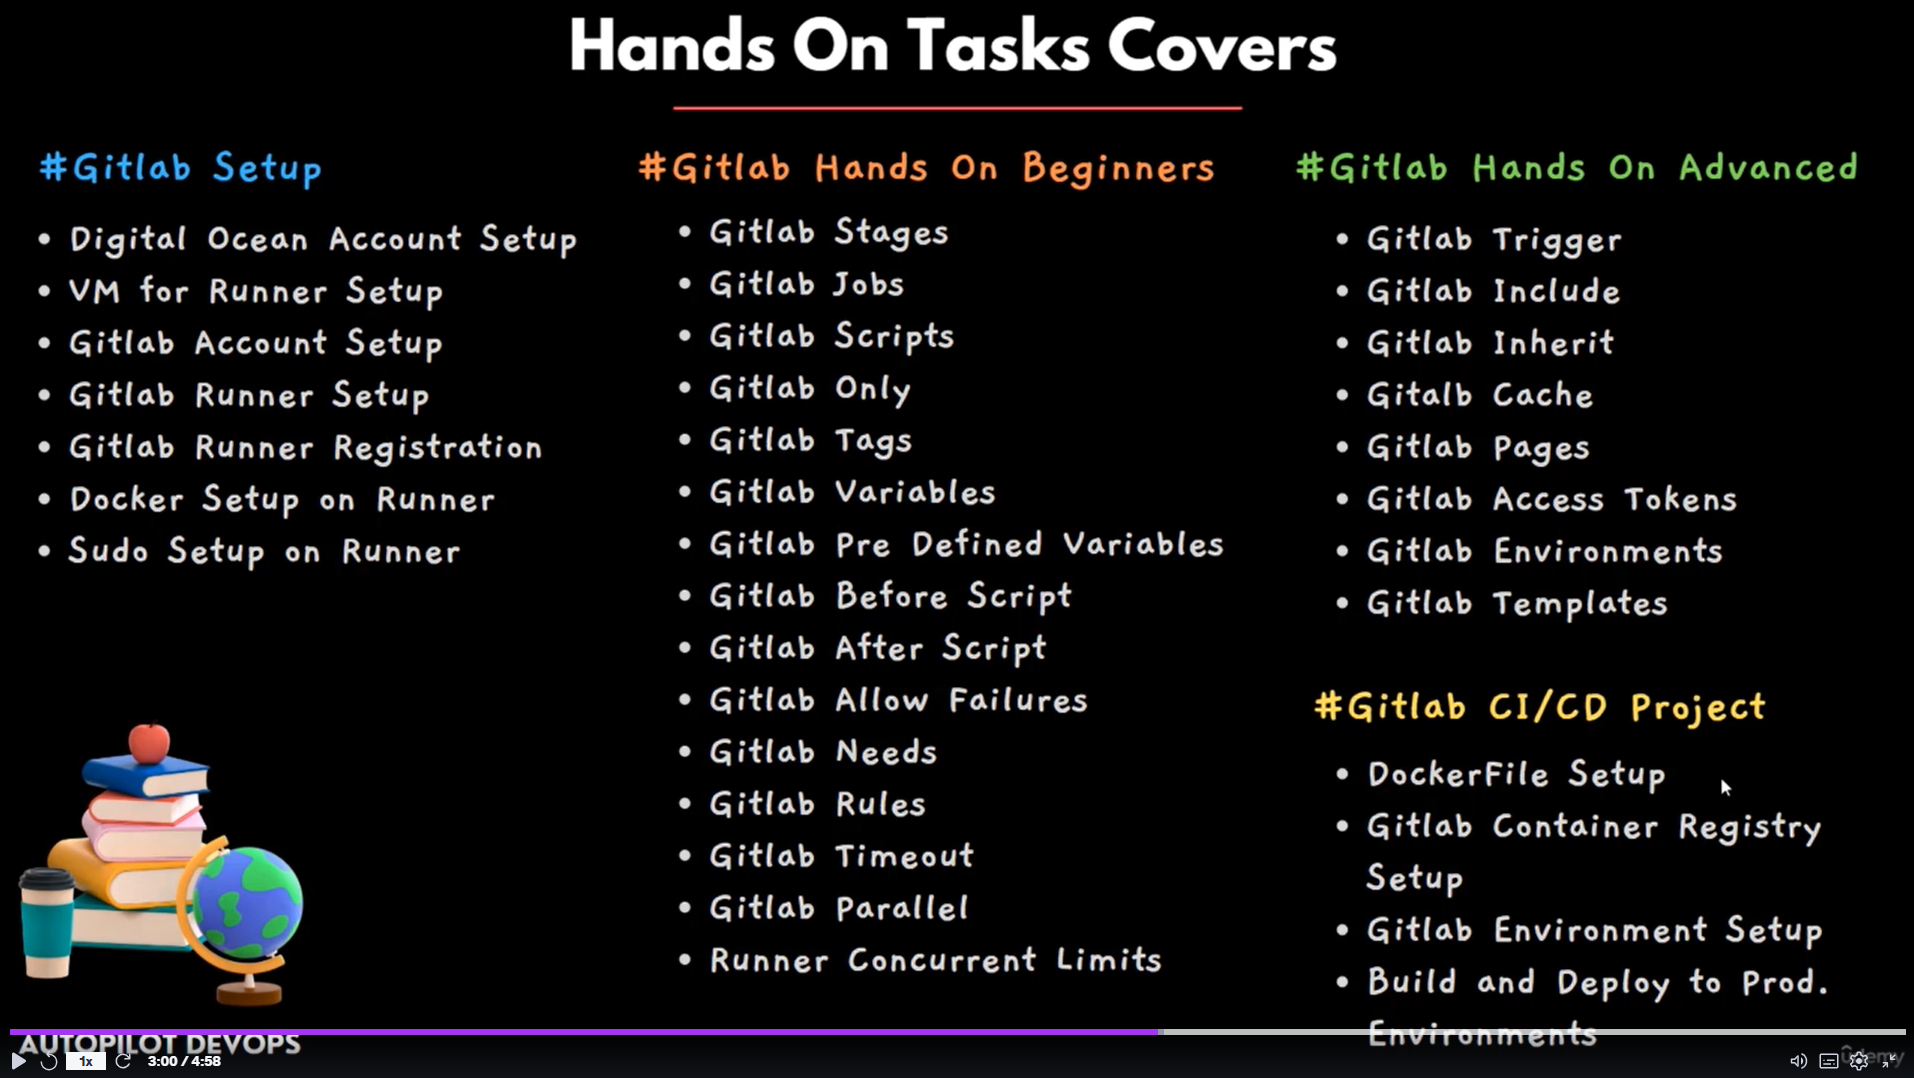 Hands On Tasks Covers
#Gitlab Setup
• Digital Ocean Account Setup
• VM for Runner Setup
• Gitlab Account Setup
• Gitlab Runner Setup
• Gitlab Runner Registration
• Docker Setup on Runner
• Sudo Setup on Runner
#Gitlab Hands On Beginners
• Gitlab Stages
• Gitlab Jobs
• Gitlab Scripts
• Gitlab Only
• Gitlab Tags
• Gitlab Variables
• Gitlab Pre Defined Variables
• Gitlab Before Script
• Gitlab After Script
• Gitlab Allow Failures
• Gitlab Needs
• Gitlab Rules
• Gitlab Timeout
• Gitlab Parallel
• Runner Concurrent Limits
#Gitlab Hands On Advanced
• Gitlab Trigger
• Gitlab Include
• Gitlab Inherit
• Gitalb Cache
• Gitlab Pages
• Gitlab Access Tokens
• Gitlab Environments
• Gitlab Templates
#Gitlab CI/CD Project
• DockerFile Setup
• Gitlab Container Registry
Setup
• Gitlab Environment Setup
• Build and Deploy to Prod.
Environments
AUTOPILOT DEVOPS
1x
3:00 / 4:58
udemy